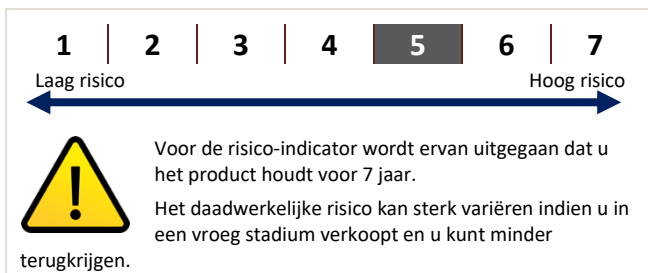 1 2 3 4 5 6 7
Laag risico Hoog risico
Voor de risico-indicator wordt ervan uitgegaan dat u
het product houdt voor 7 jaar.
Het daadwerkelijke risico kan sterk variëren indien u in
een vroeg stadium verkoopt en u kunt minder
terugkrijgen.